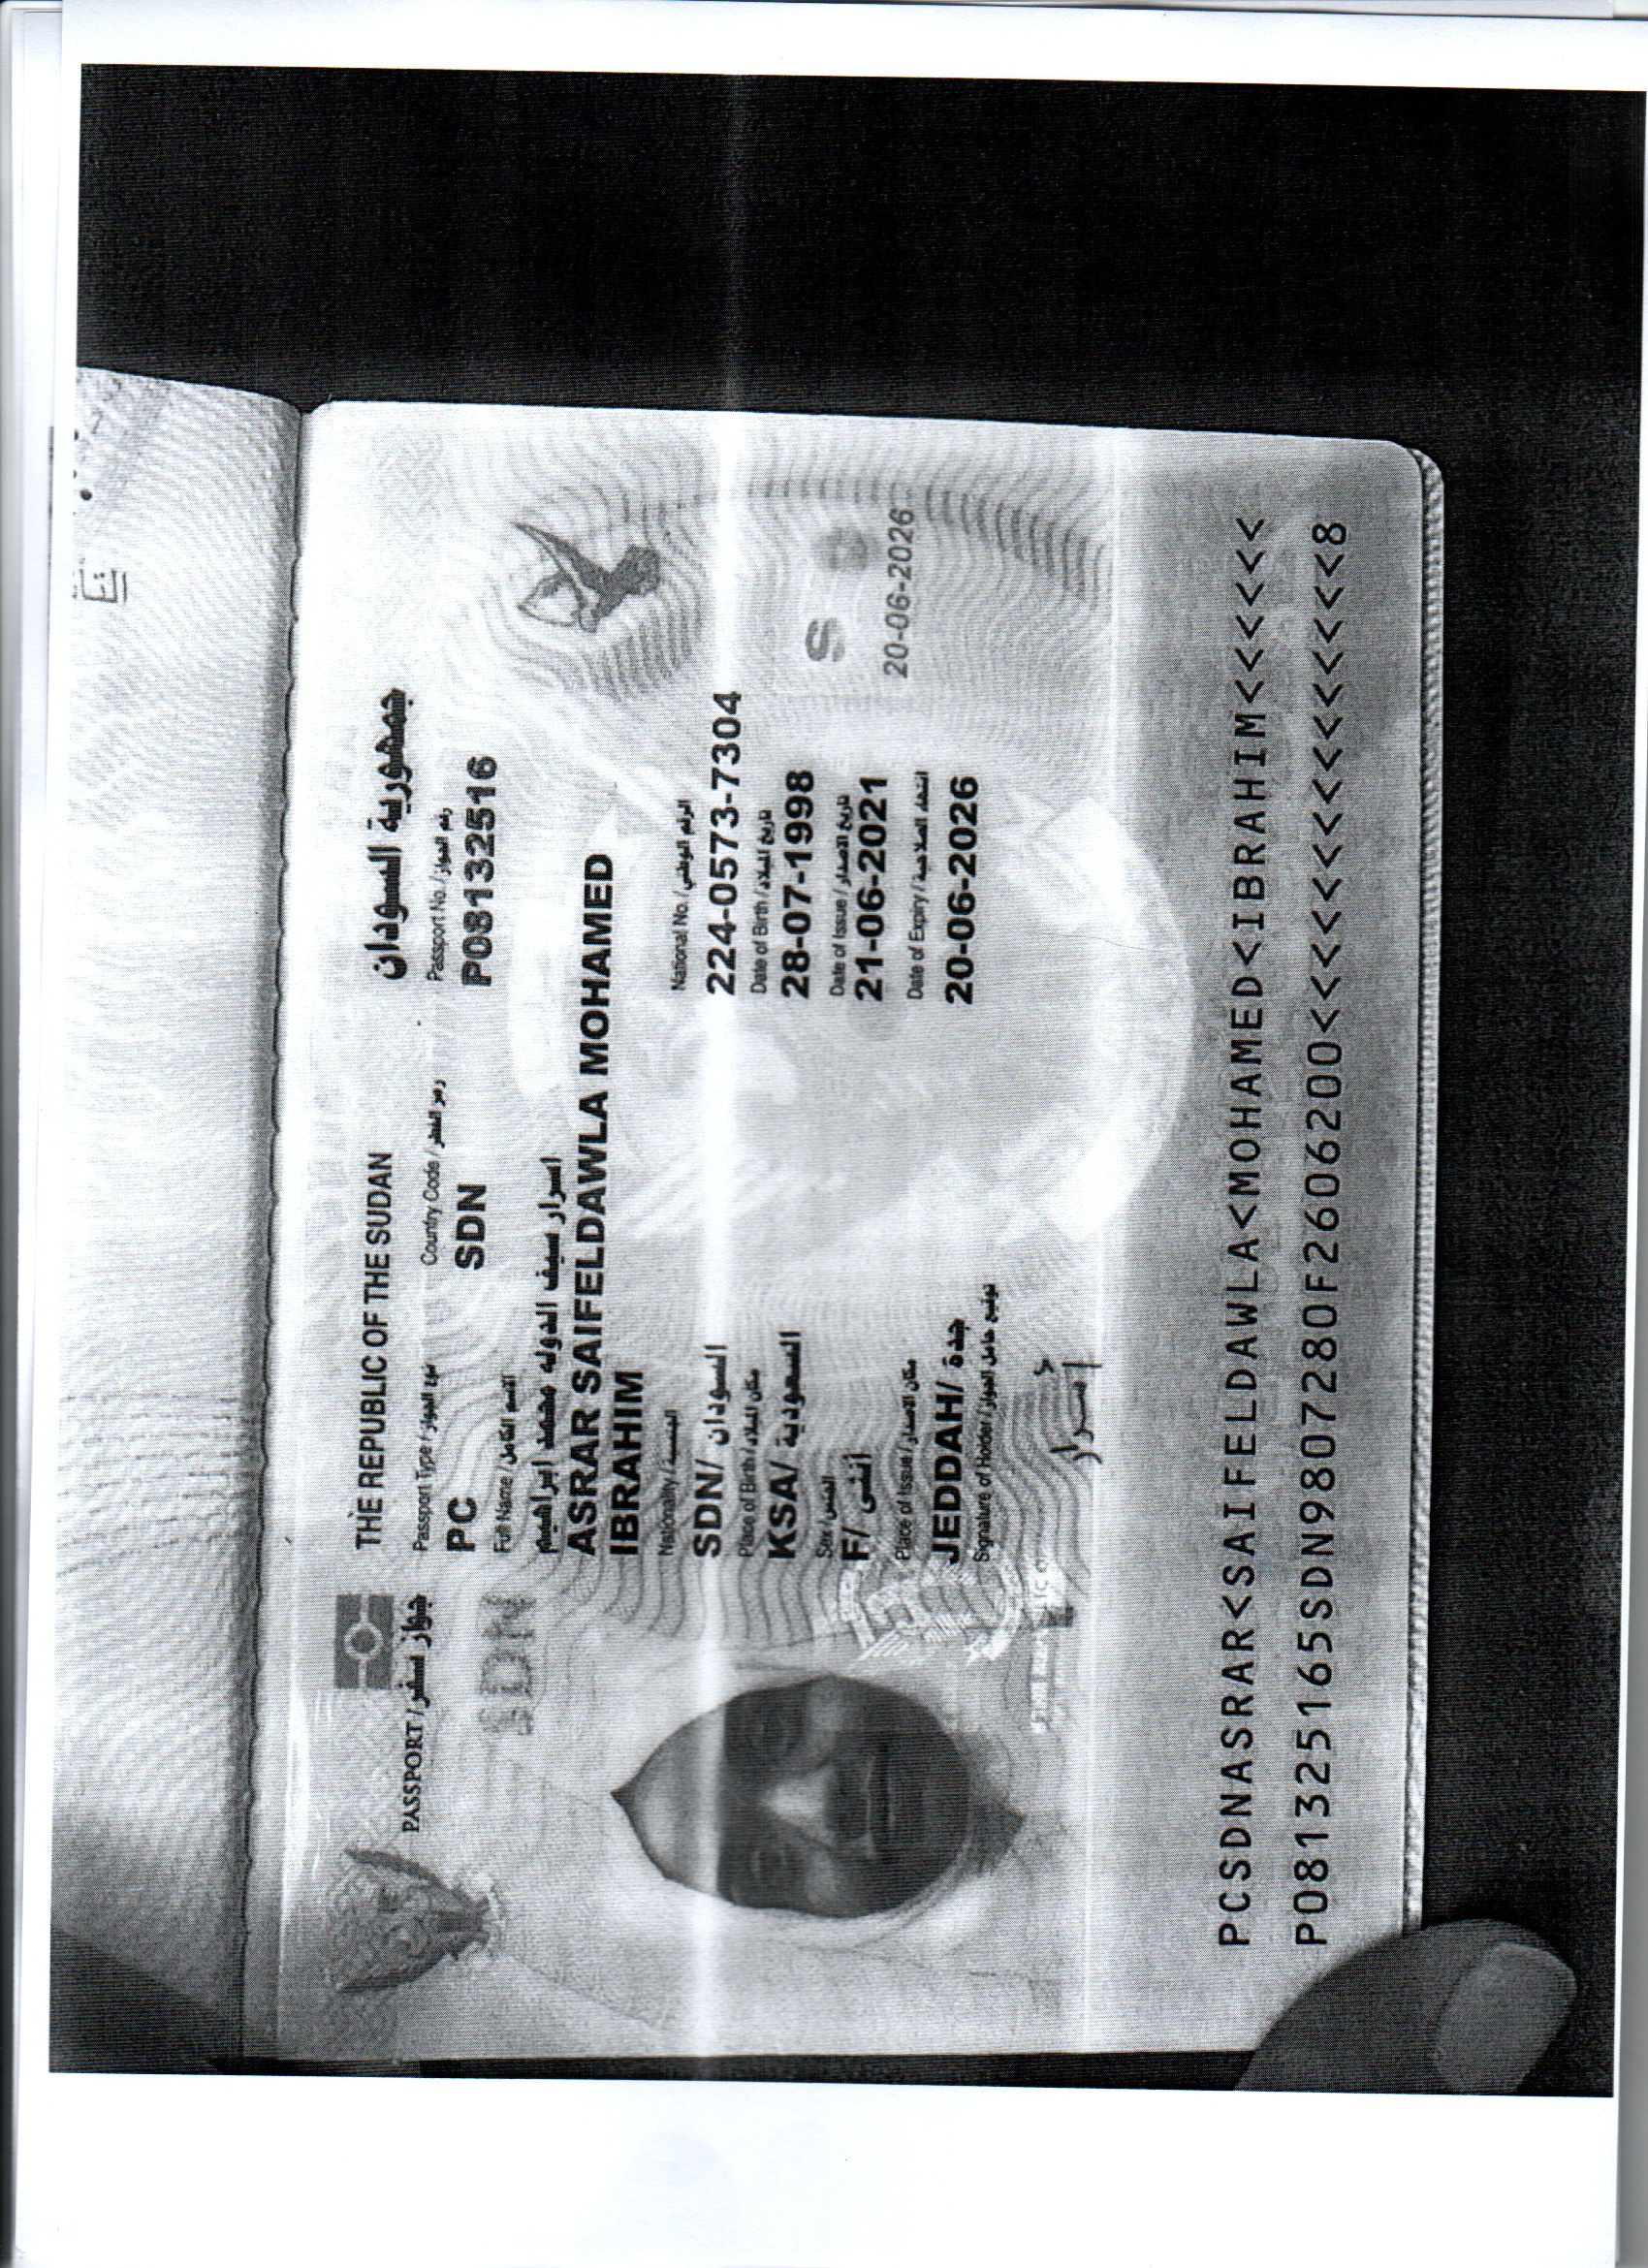 THE REPUBLIC OF THE SUDAN
جمهورية السودان
PASSPORT / جواز سفر
Passport Type / نوع الجواز
Country Code / رمز القطر
Passport No. / رقم الجواز
PC
SDN
P08132516
SDN
Full Name / الاسم الكامل
اسرار سيف الدوله محمد ابراهيم
ASRAR SAIFELDAWLA MOHAMED
IBRAHIM
Nationality / الجنسية
National No. / الرقم الوطني
SDN/ السودان
224-0573-7304
Place of Birth / مكان الميلاد
Date of Birth / تاريخ الميلاد
KSA/ السعودية
28-07-1998
Sex / الجنس
Date of Issue / تاريخ الاصدار
F/ انثى
21-06-2021
S
Place of Issue / مكان الاصدار
Date of Expiry / انتهاء الصلاحية
20-06-2026
JEDDAH/ جدة
20-06-2026
Signature of Holder / توقيع حامل الجواز
أسرار
PCSDNASRAR<SAIFELDAWLA<MOHAMED<IBRAHIM<<<<<<
P081325165SDN9807280F2606200<<<<<<<<<<<<<<<8